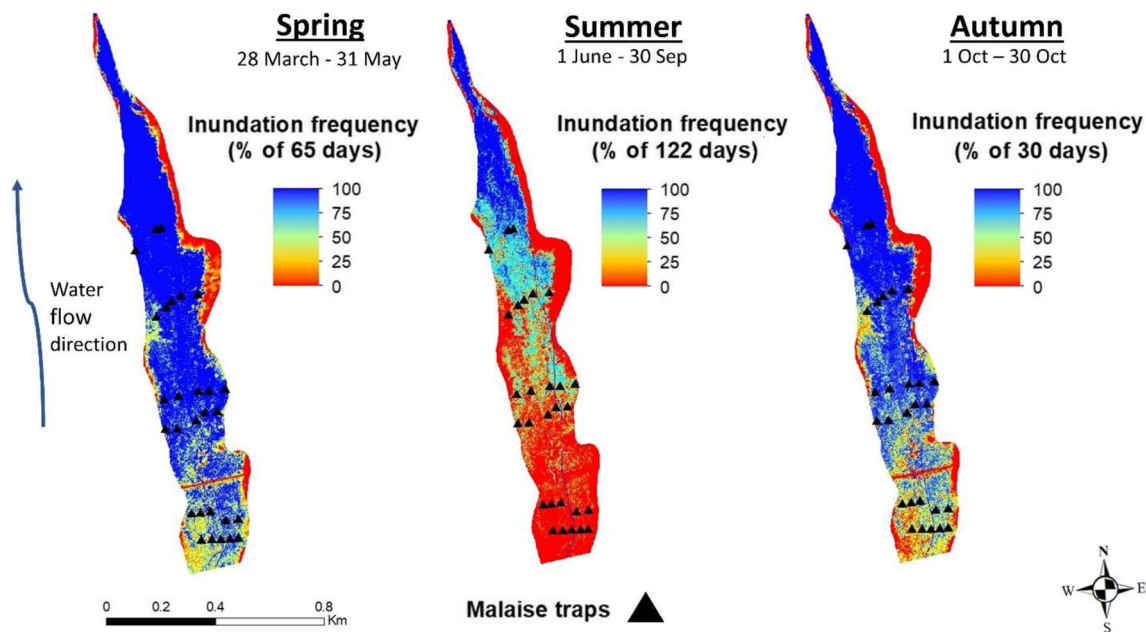 Spring
28 March - 31 May
Inundation frequency
(% of 65 days)
100
75
50
25
0
Summer
1 June - 30 Sep
Inundation frequency
(% of 122 days)
100
75
50
25
0
Autumn
1 Oct – 30 Oct
Inundation frequency
(% of 30 days)
100
75
50
25
0
Water
flow
direction
0 0.2 0.4 0.8
Km
Malaise traps
N
W E
S